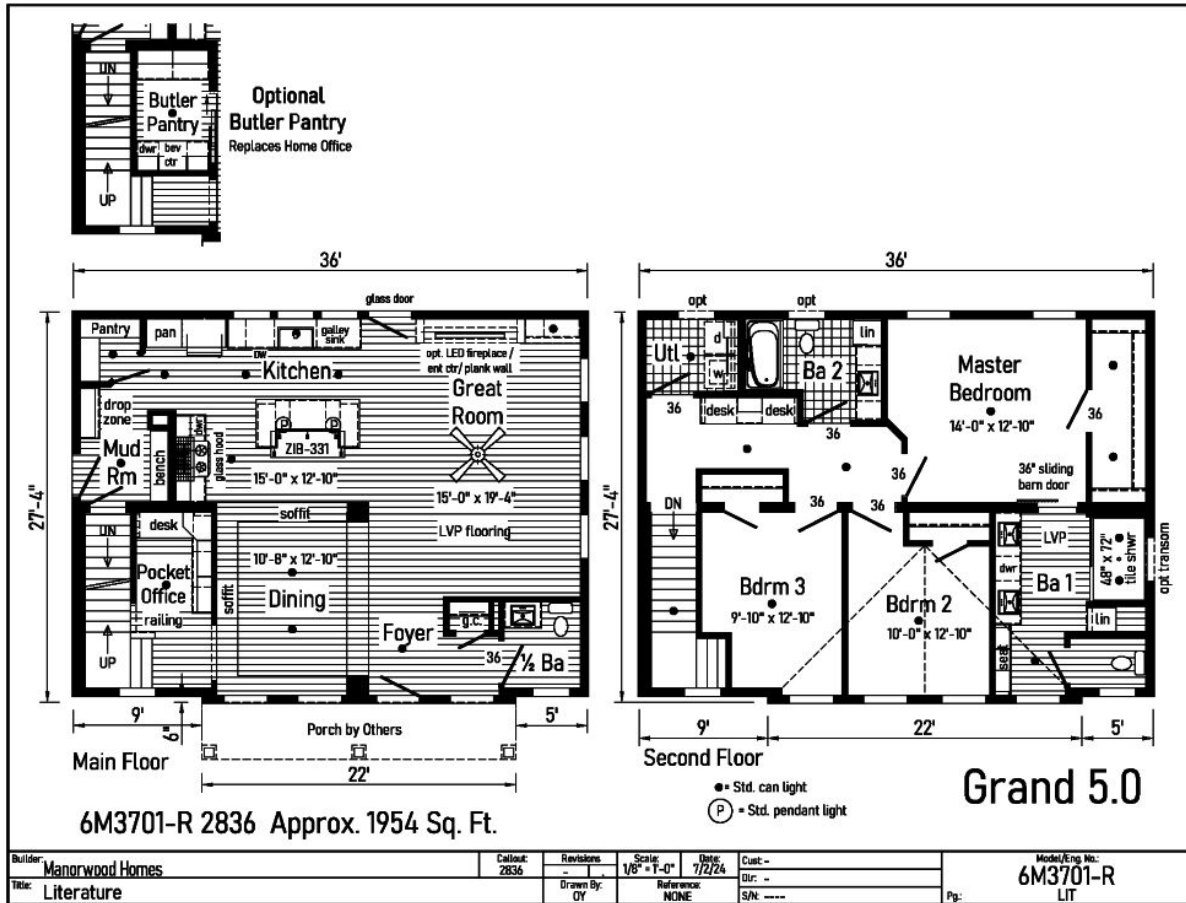 DN
Butler
Pantry
dwr
bev
ctr
UP
Optional
Butler Pantry
Replaces Home Office
36'
glass door
27'-4"
Pantry
pan
DW
galley
sink
opt. LED fireplace /
ent ctr/ plank wall
Kitchen
Great
Room
drop
zone
Mud
Rm
bench
dwr
glass hood
P
P
ZIB-331
15'-0" x 12'-10"
15'-0" x 19'-4"
soffit
LVP flooring
DN
desk
Pocket
Office
railing
UP
soffit
10'-8" x 12'-10"
Dining
Foyer
g.c.
36
½ Ba
9'
6"
Porch by Others
5'
22'
Main Floor
36'
opt
opt
27'-4"
Utl
d
w
Ba 2
lin
Master
Bedroom
14'-0" x 12'-10"
36
36
desk
desk
36
36
36" sliding
barn door
36
36
DN
LVP
dwr
Ba 1
48" x 72"
tile shwr
opt transom
Bdrm 3
9'-10" x 12'-10"
Bdrm 2
10'-0" x 12'-10"
lin
seat
9'
22'
5'
Second Floor
• = Std. can light
P = Std. pendant light
Grand 5.0
6M3701-R 2836 Approx. 1954 Sq. Ft.
Builder: Manorwood Homes
Callout: 2836
Revisions
- -
Scale: 1/8" = 1'-0"
Date: 7/2/24
Cust: -
Dlr: -
S/N: ----
Model/Eng. No.:
6M3701-R
Title: Literature
Drawn By: OY
Reference: NONE
Pg.: LIT